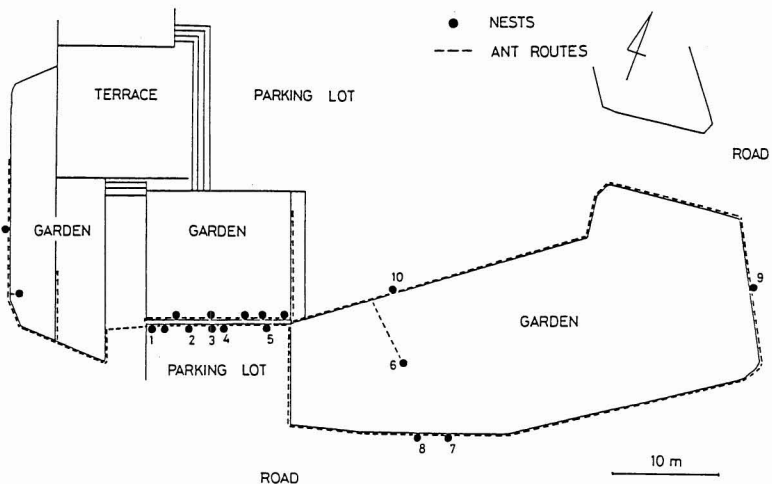 NESTS
ANT ROUTES
TERRACE
PARKING LOT
ROAD
GARDEN
GARDEN
10
9
GARDEN
1
2
3
4
5
PARKING LOT
6
8
7
10 m
ROAD